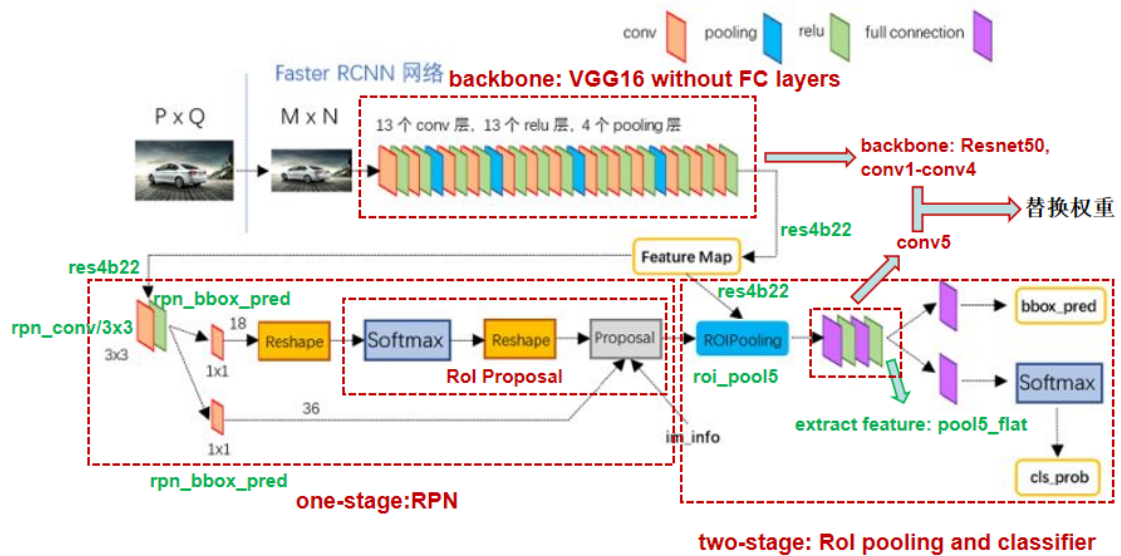 conv
pooling
relu
full connection
Faster RCNN 网络
backbone: VGG16 without FC layers
P x Q
M x N
13 个 conv 层, 13 个 relu 层, 4 个 pooling 层
backbone: Resnet50,
conv1-conv4
替换权重
conv5
res4b22
Feature Map
res4b22
res4b22
rpn_bbox_pred
rpn_conv/3x3
3x3
18
1x1
Reshape
Softmax
Reshape
Proposal
RoI Proposal
ROIPooling
roi_pool5
bbox_pred
Softmax
36
1x1
im_info
extract feature: pool5_flat
rpn_bbox_pred
cls_prob
one-stage:RPN
two-stage: RoI pooling and classifier